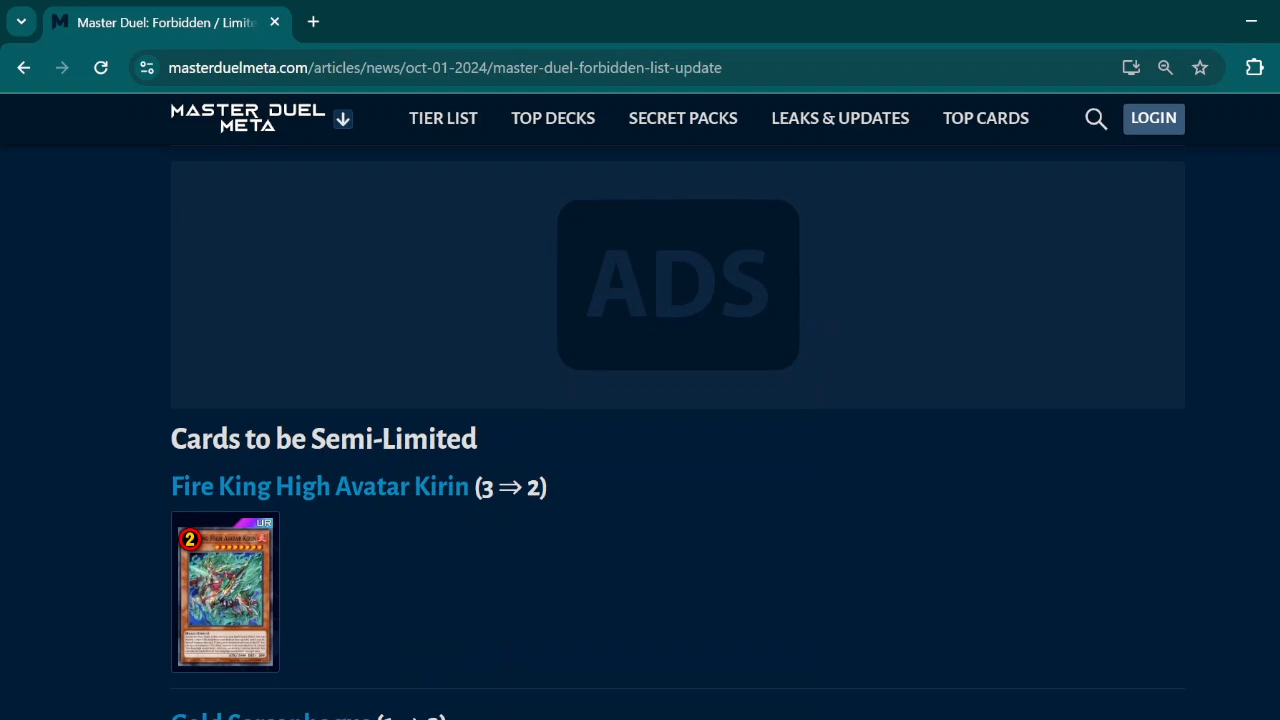 Master Duel: Forbidden / Limite
masterduelmeta.com/articles/news/oct-01-2024/master-duel-forbidden-list-update
MASTER DUEL
META
TIER LIST
TOP DECKS
SECRET PACKS
LEAKS & UPDATES
TOP CARDS
LOGIN
ADS
Cards to be Semi-Limited
Fire King High Avatar Kirin (3 ⇒ 2)
UR
2